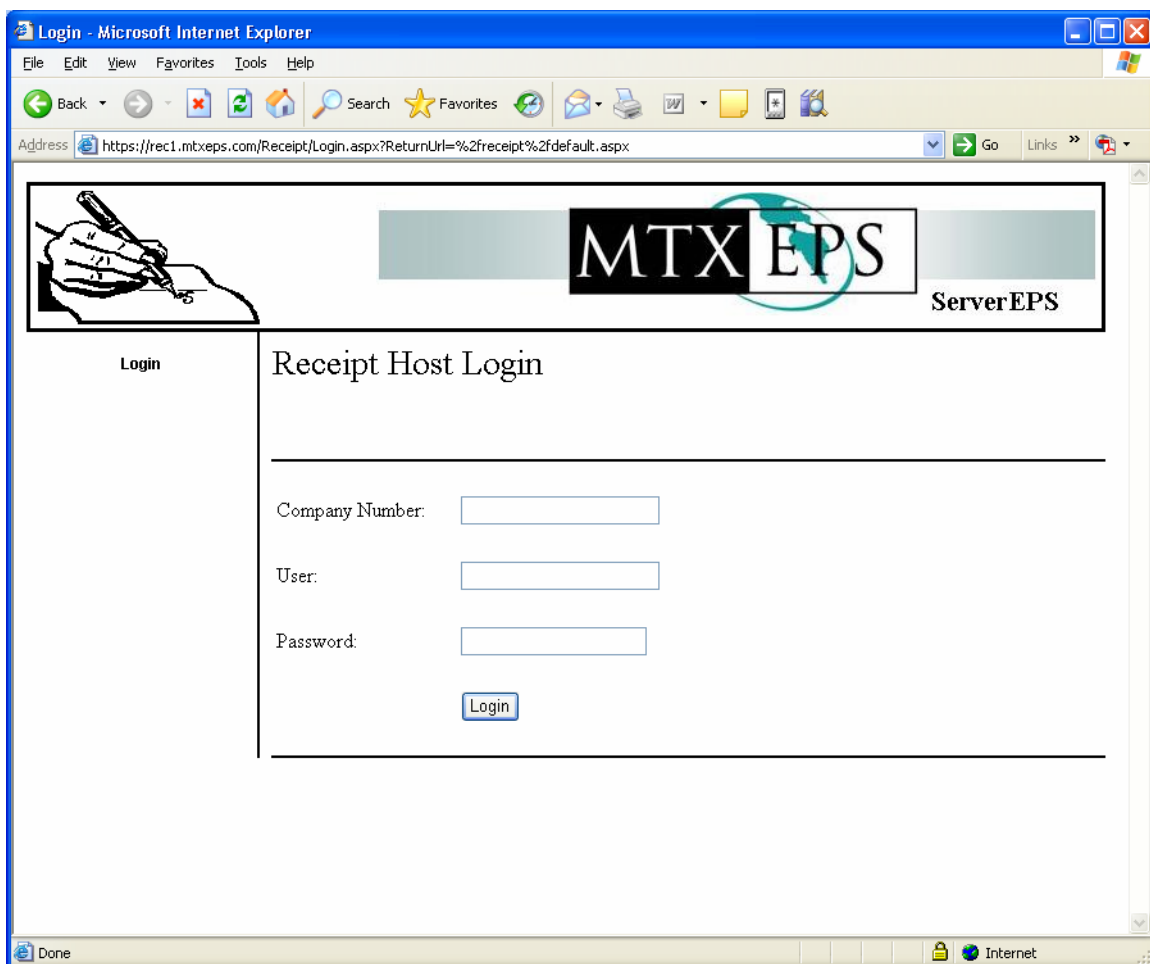 Login - Microsoft Internet Explorer
File Edit View Favorites Tools Help
Back Search Favorites
Address https://rec1.mtxeps.com/Receipt/Login.aspx?ReturnUrl=%2freceipt%2fdefault.aspx Go Links »
MTX EPS
ServerEPS
Login
Receipt Host Login
Company Number:
User:
Password:
Login
Done Internet